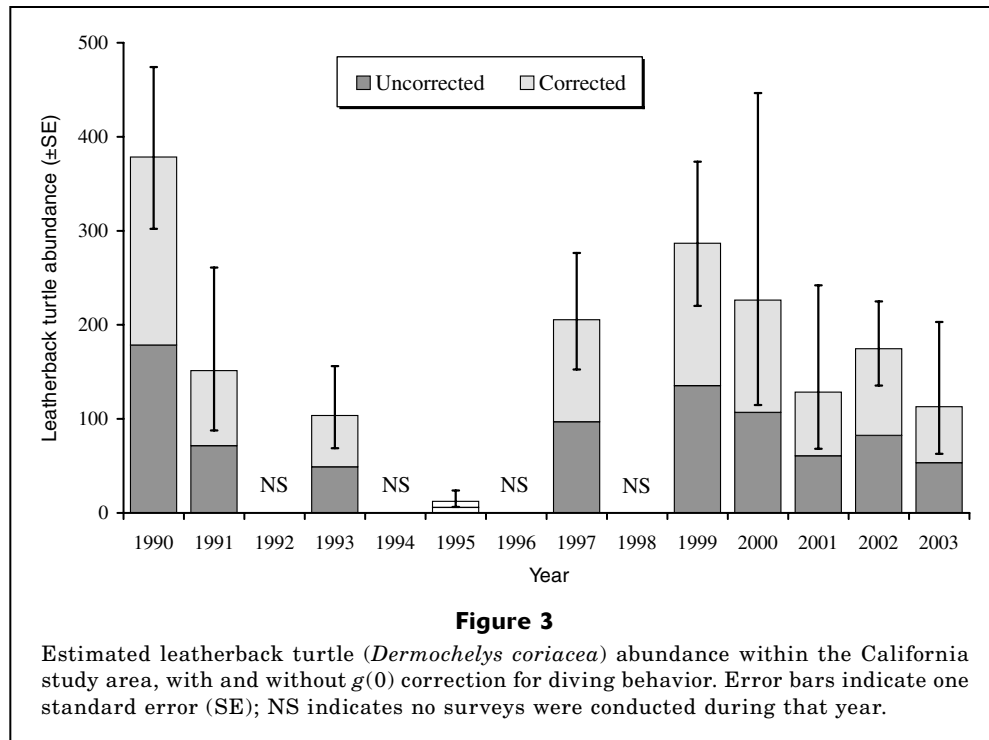 500
400
300
200
100
0
Leatherback turtle abundance (±SE)
Uncorrected Corrected
NS NS NS NS
1990 1991 1992 1993 1994 1995 1996 1997 1998 1999 2000 2001 2002 2003
Year
Figure 3
Estimated leatherback turtle (Dermochelys coriacea) abundance within the California
study area, with and without g(0) correction for diving behavior. Error bars indicate one
standard error (SE); NS indicates no surveys were conducted during that year.